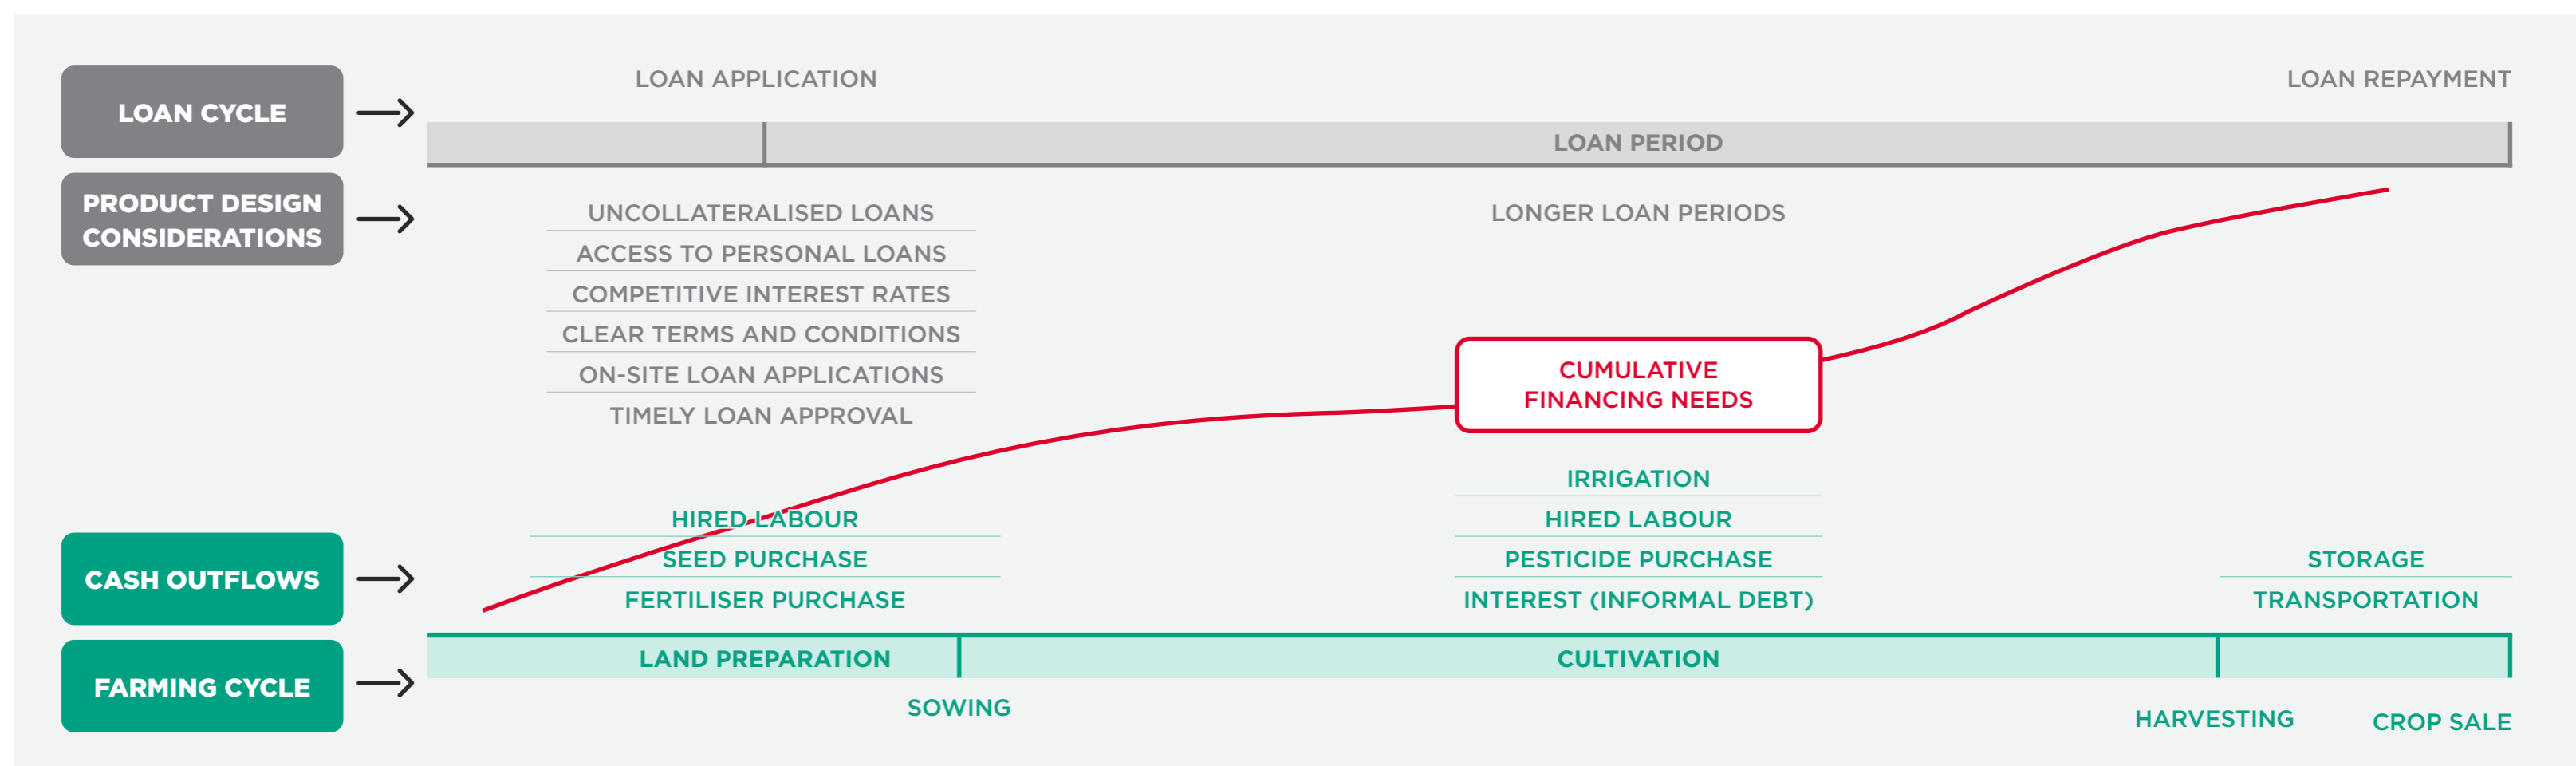 LOAN CYCLE
LOAN APPLICATION
LOAN REPAYMENT
LOAN PERIOD
PRODUCT DESIGN
CONSIDERATIONS
UNCOLLATERALISED LOANS
ACCESS TO PERSONAL LOANS
COMPETITIVE INTEREST RATES
CLEAR TERMS AND CONDITIONS
ON-SITE LOAN APPLICATIONS
TIMELY LOAN APPROVAL
LONGER LOAN PERIODS
CUMULATIVE
FINANCING NEEDS
CASH OUTFLOWS
HIRED LABOUR
SEED PURCHASE
FERTILISER PURCHASE
IRRIGATION
HIRED LABOUR
PESTICIDE PURCHASE
INTEREST (INFORMAL DEBT)
STORAGE
TRANSPORTATION
FARMING CYCLE
LAND PREPARATION
CULTIVATION
SOWING
HARVESTING
CROP SALE